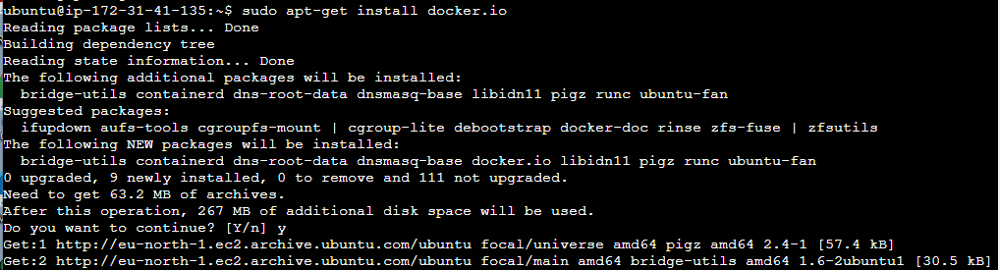 ubuntu@ip-172-31-41-135:~$ sudo apt-get install docker.io
Reading package lists... Done
Building dependency tree
Reading state information... Done
The following additional packages will be installed:
  bridge-utils containerd dns-root-data dnsmasq-base libidn11 pigz runc ubuntu-fan
Suggested packages:
  ifupdown aufs-tools cgroupfs-mount | cgroup-lite debootstrap docker-doc rinse zfs-fuse | zfsutils
The following NEW packages will be installed:
  bridge-utils containerd dns-root-data dnsmasq-base docker.io libidn11 pigz runc ubuntu-fan
0 upgraded, 9 newly installed, 0 to remove and 111 not upgraded.
Need to get 63.2 MB of archives.
After this operation, 267 MB of additional disk space will be used.
Do you want to continue? [Y/n] y
Get:1 http://eu-north-1.ec2.archive.ubuntu.com/ubuntu focal/universe amd64 pigz amd64 2.4-1 [57.4 kB]
Get:2 http://eu-north-1.ec2.archive.ubuntu.com/ubuntu focal/main amd64 bridge-utils amd64 1.6-2ubuntu1 [30.5 kB]